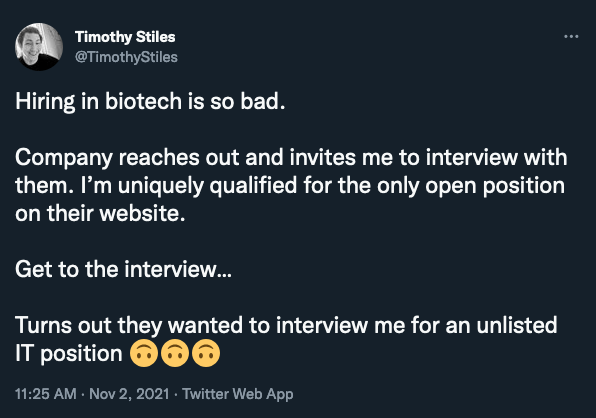 Timothy Stiles
@TimothyStiles
Hiring in biotech is so bad.
Company reaches out and invites me to interview with
them. I’m uniquely qualified for the only open position
on their website.
Get to the interview...
Turns out they wanted to interview me for an unlisted
IT position 🙃🙃🙃
11:25 AM · Nov 2, 2021 · Twitter Web App